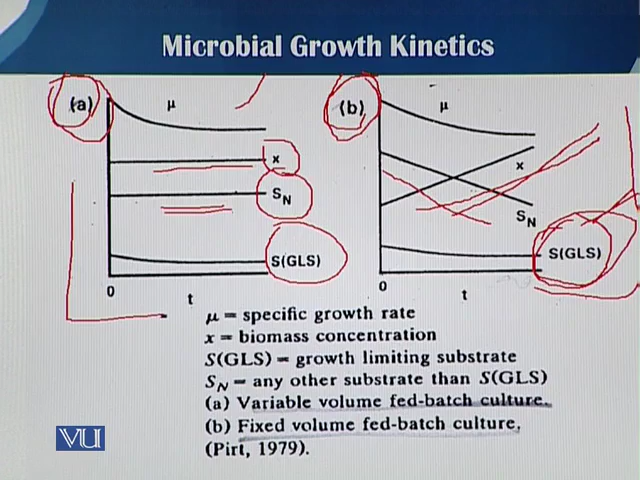 Microbial Growth Kinetics
(a)
μ
x
S_N
S(GLS)
0
t
(b)
μ
x
S_N
S(GLS)
0
t
μ = specific growth rate
x = biomass concentration
S(GLS) = growth limiting substrate
S_N = any other substrate than S(GLS)
(a) Variable volume fed-batch culture.
(b) Fixed volume fed-batch culture.
(Pirt, 1979).
VU